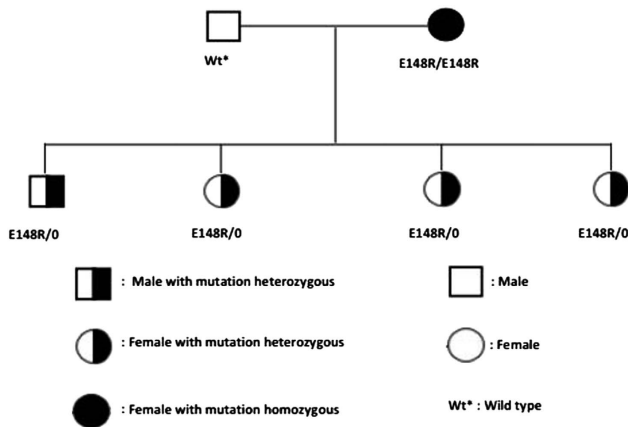 Wt*
E148R/E148R
E148R/0
E148R/0
E148R/0
E148R/0
: Male with mutation heterozygous
: Male
: Female with mutation heterozygous
: Female
: Female with mutation homozygous
Wt* : Wild type